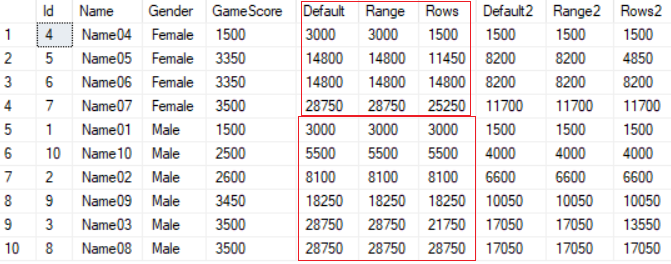 Id Name Gender GameScore Default Range Rows Default2 Range2 Rows2
1 4 Name04 Female 1500 3000 3000 1500 1500 1500 1500
2 5 Name05 Female 3350 14800 14800 11450 8200 8200 4850
3 6 Name06 Female 3350 14800 14800 14800 8200 8200 8200
4 7 Name07 Female 3500 28750 28750 25250 11700 11700 11700
5 1 Name01 Male 1500 3000 3000 3000 1500 1500 1500
6 10 Name10 Male 2500 5500 5500 5500 4000 4000 4000
7 2 Name02 Male 2600 8100 8100 8100 6600 6600 6600
8 9 Name09 Male 3450 18250 18250 18250 10050 10050 10050
9 3 Name03 Male 3500 28750 28750 21750 17050 17050 13550
10 8 Name08 Male 3500 28750 28750 28750 17050 17050 17050